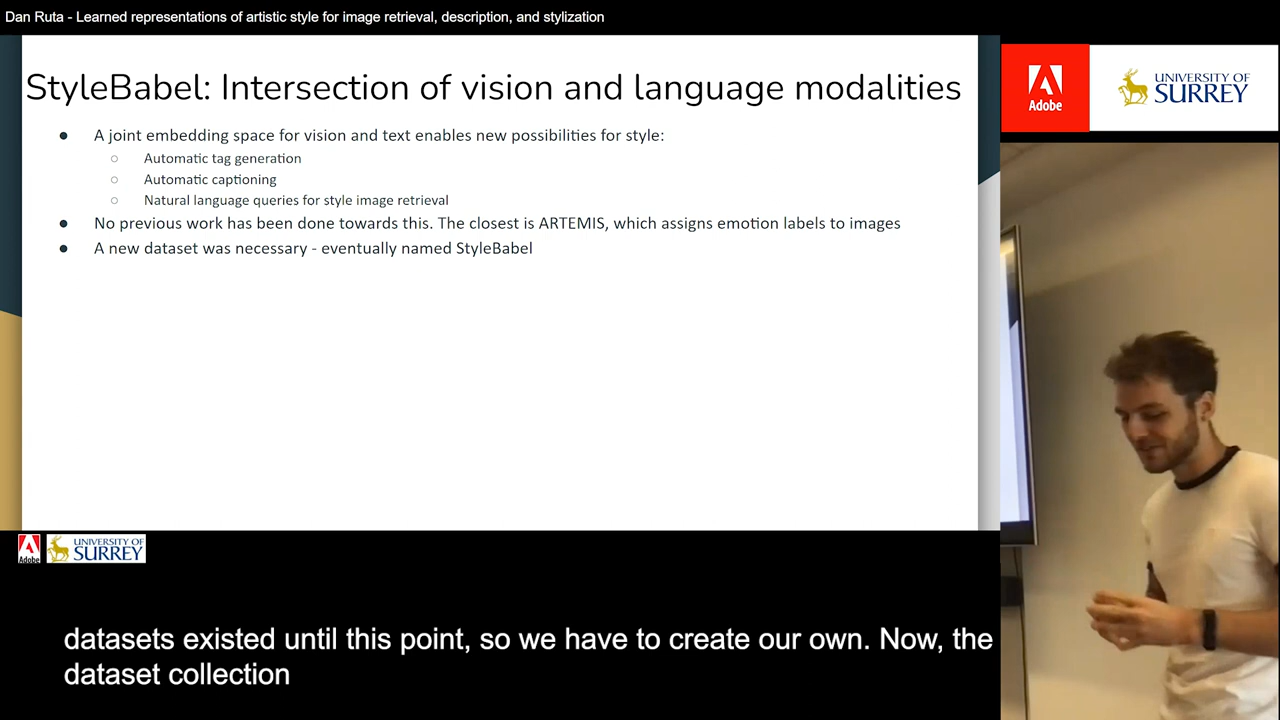 Dan Ruta - Learned representations of artistic style for image retrieval, description, and stylization
StyleBabel: Intersection of vision and language modalities
● A joint embedding space for vision and text enables new possibilities for style:
○ Automatic tag generation
○ Automatic captioning
○ Natural language queries for style image retrieval
● No previous work has been done towards this. The closest is ARTEMIS, which assigns emotion labels to images
● A new dataset was necessary - eventually named StyleBabel
Adobe
UNIVERSITY OF
SURREY
Adobe
UNIVERSITY OF
SURREY
datasets existed until this point, so we have to create our own. Now, the
dataset collection